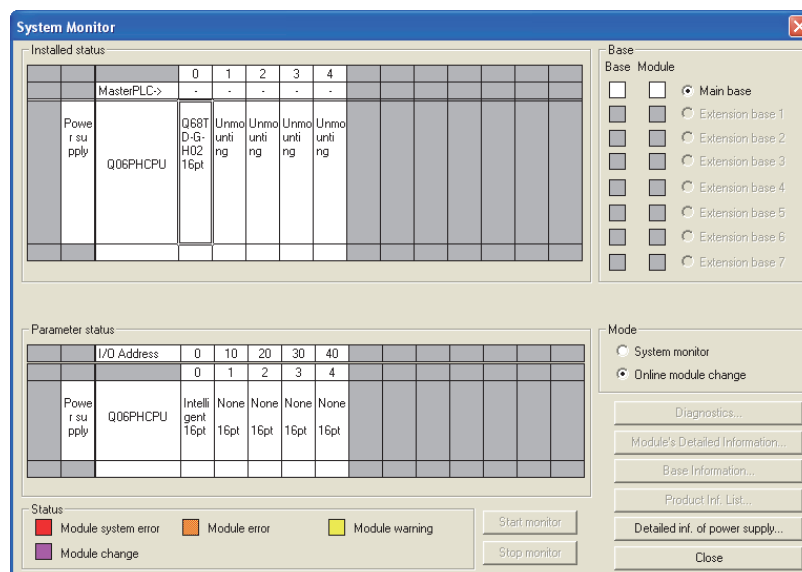 System Monitor
Installed status
0 1 2 3 4
MasterPLC-> - - - - -
Powe
r su
pply
Q06PHCPU
Q68T
D-G-
H02
16pt
Unmo
unti
ng
Unmo
unti
ng
Unmo
unti
ng
Unmo
unti
ng
Base
Base Module
Main base
Extension base 1
Extension base 2
Extension base 3
Extension base 4
Extension base 5
Extension base 6
Extension base 7
Parameter status
I/O Address 0 10 20 30 40
0 1 2 3 4
Powe
r su
pply
Q06PHCPU
Intelli
gent
16pt
None
16pt
None
16pt
None
16pt
None
16pt
Mode
System monitor
Online module change
Diagnostics...
Module's Detailed Information...
Base Information...
Product Inf. List...
Detailed inf. of power supply...
Close
Status
Module system error
Module error
Module warning
Module change
Start monitor
Stop monitor